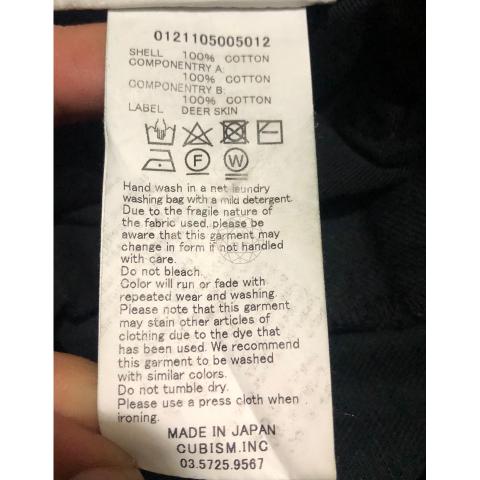 0121105005012
SHELL 100% COTTON
COMPONENTRY A:
100% COTTON
COMPONENTRY B:
100% COTTON
LABEL DEER SKIN
F W
Hand wash in a net laundry
washing bag with a mild detergent.
Due to the fragile nature of
the fabric used, please be
aware that this garment may
change in form if not handled
with care.
Do not bleach.
Color will run or fade with
repeated wear and washing.
Please note that this garment
may stain other articles of
clothing due to the dye that
has been used. We recommend
this garment to be washed
with similar colors.
Do not tumble dry.
Please use a press cloth when
ironing.
MADE IN JAPAN
CUBISM.INC
03.5725.9567